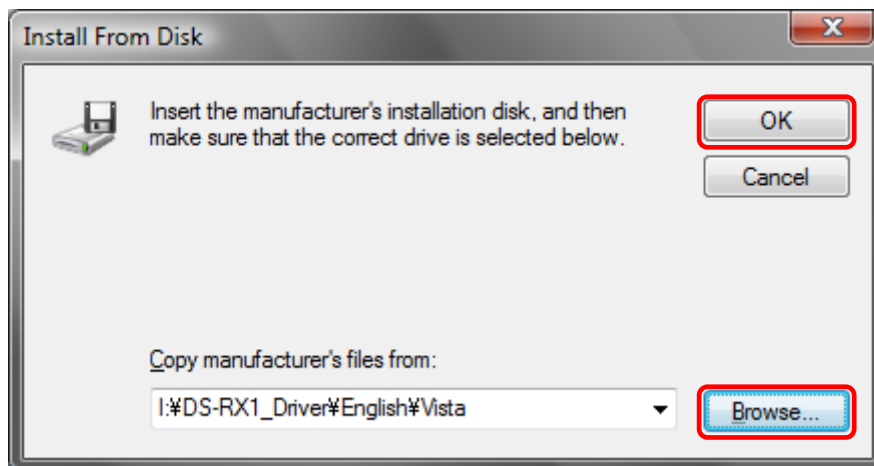 Install From Disk
Insert the manufacturer's installation disk, and then
make sure that the correct drive is selected below.
OK
Cancel
Copy manufacturer's files from:
I:¥DS-RX1_Driver¥English¥Vista
Browse...